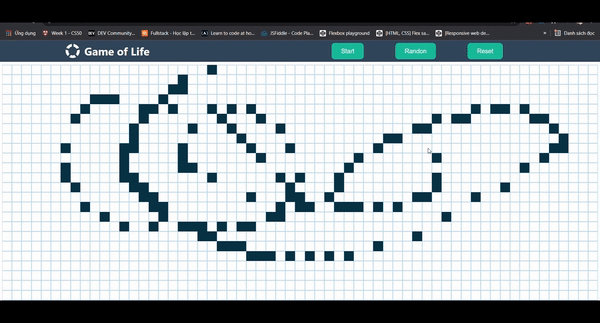 Ứng dụng Week 1 - CS50 DEV Community... Fullstack - Học lập t... Learn to code at ho... JSFiddle - Code Pla... Flexbox playground [HTML, CSS] Flex sa... [Responsive web de... » Danh sách đọc
Game of Life Start Randon Reset